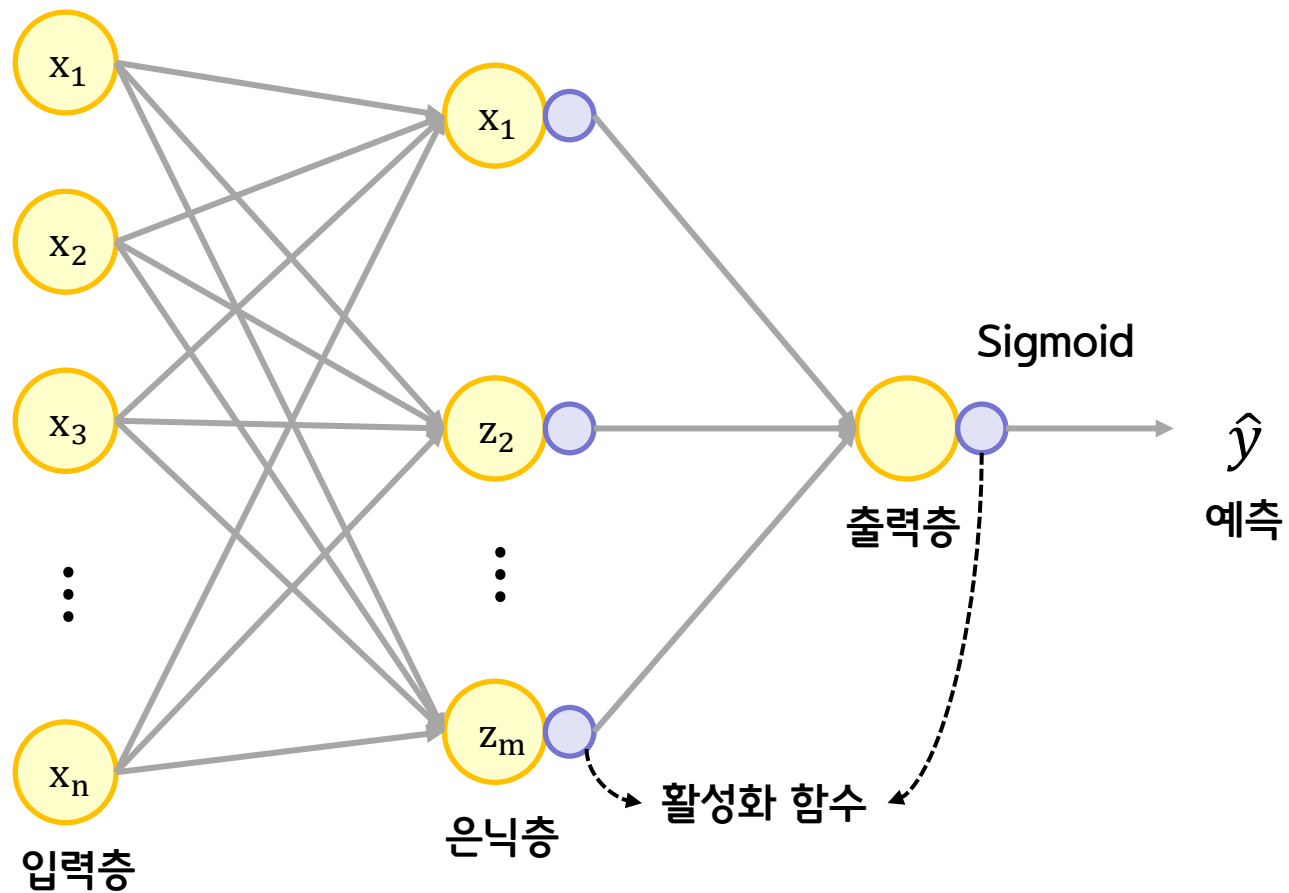 x₁
x₂
x₃
⋮
xₙ
입력층
x₁
z₂
⋮
zₘ
은닉층
활성화 함수
출력층
Sigmoid
ŷ
예측